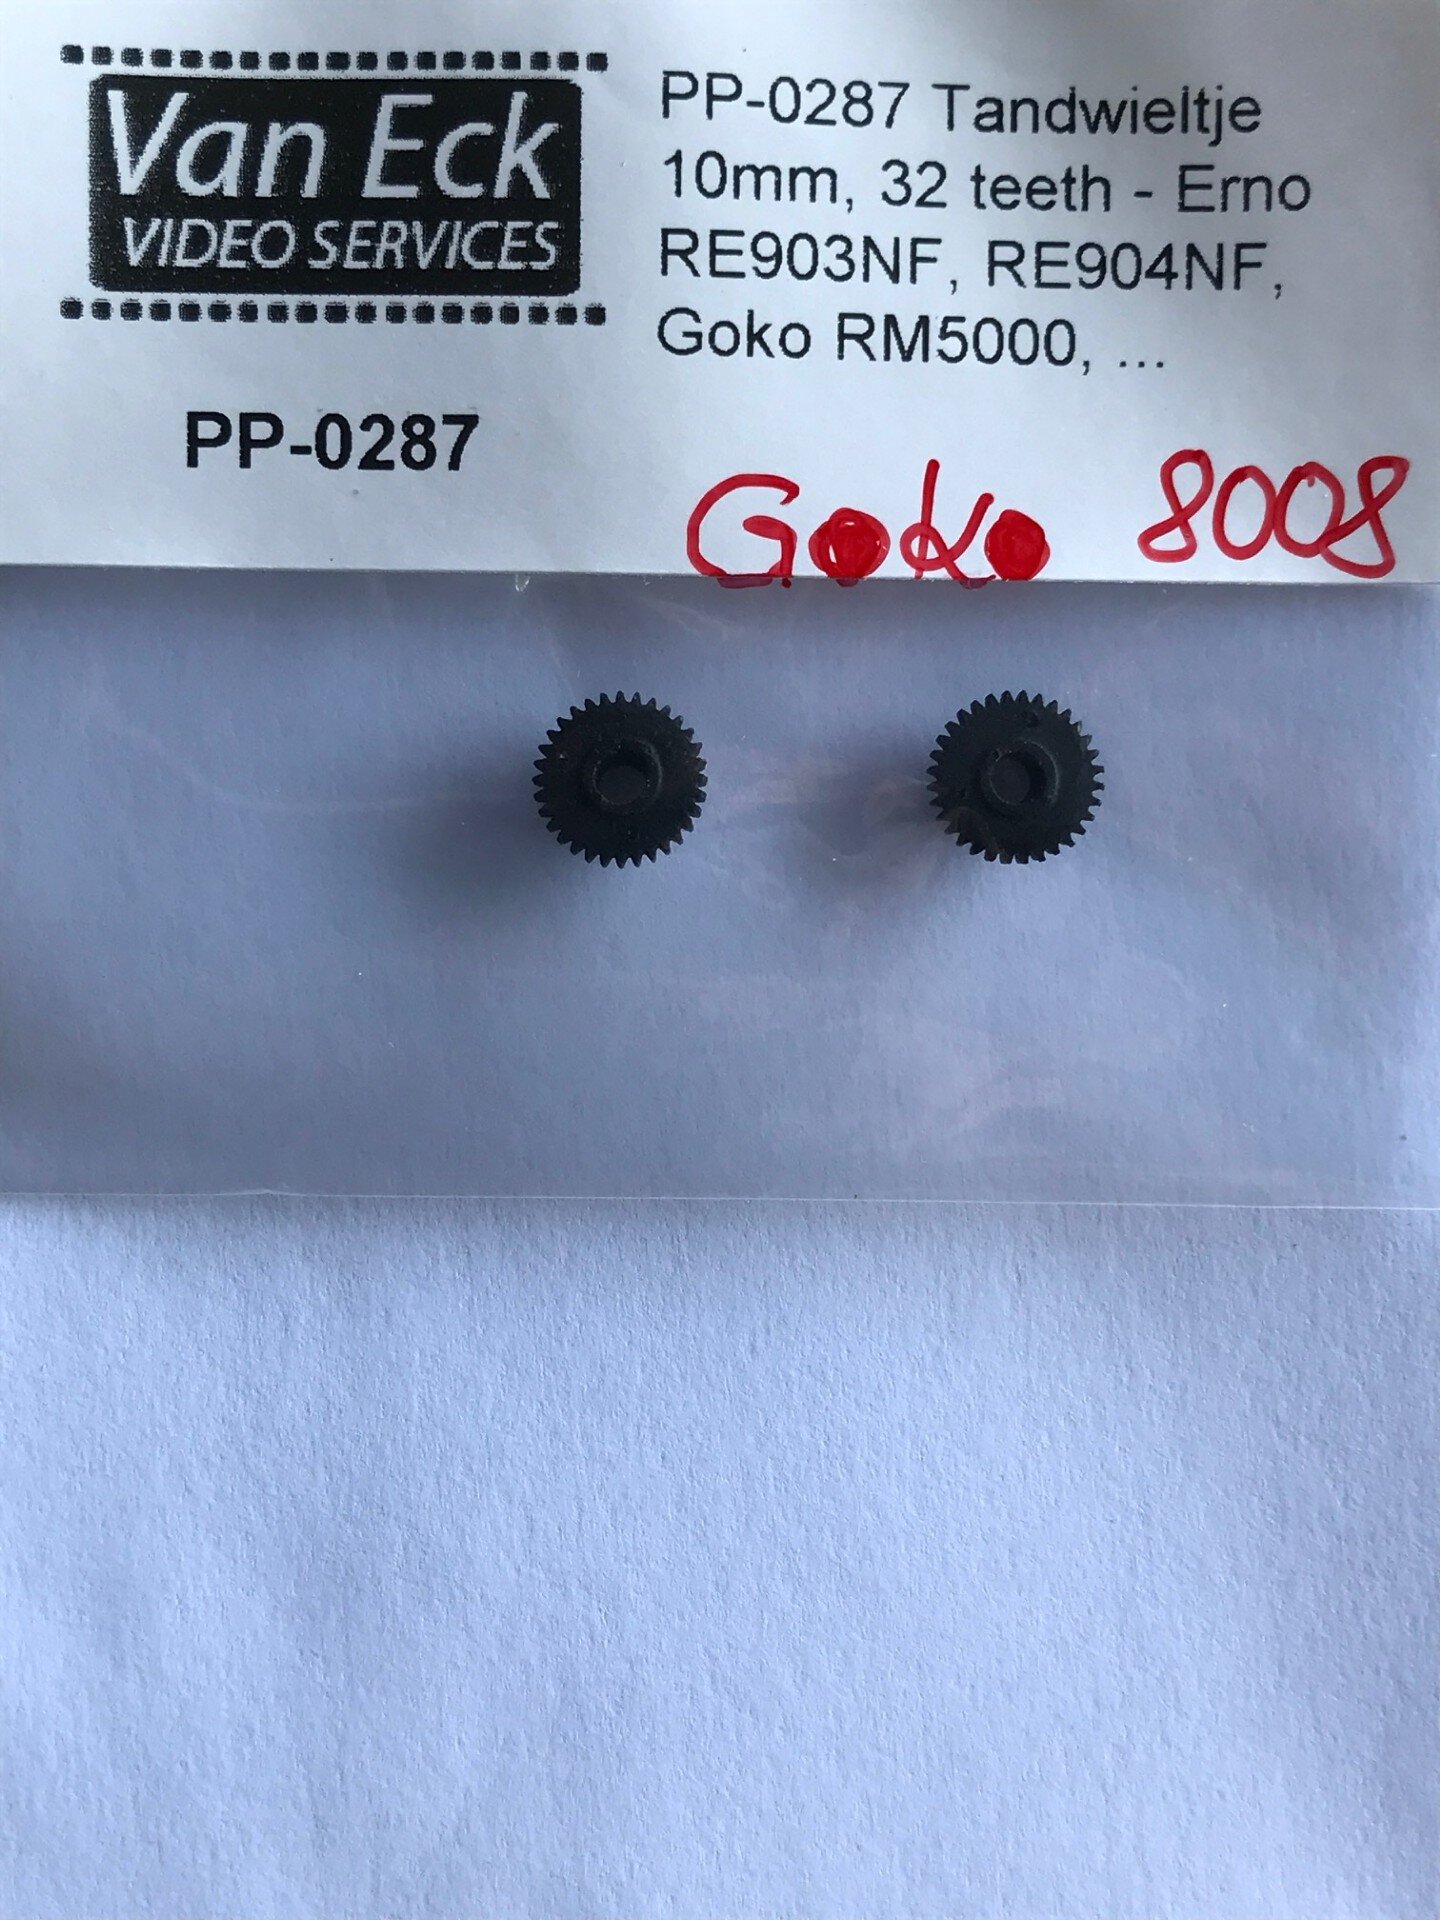 Van Eck
VIDEO SERVICES
PP-0287
PP-0287 Tandwieltje
10mm, 32 teeth - Erno
RE903NF, RE904NF,
Goko RM5000, ...
Goko 8008